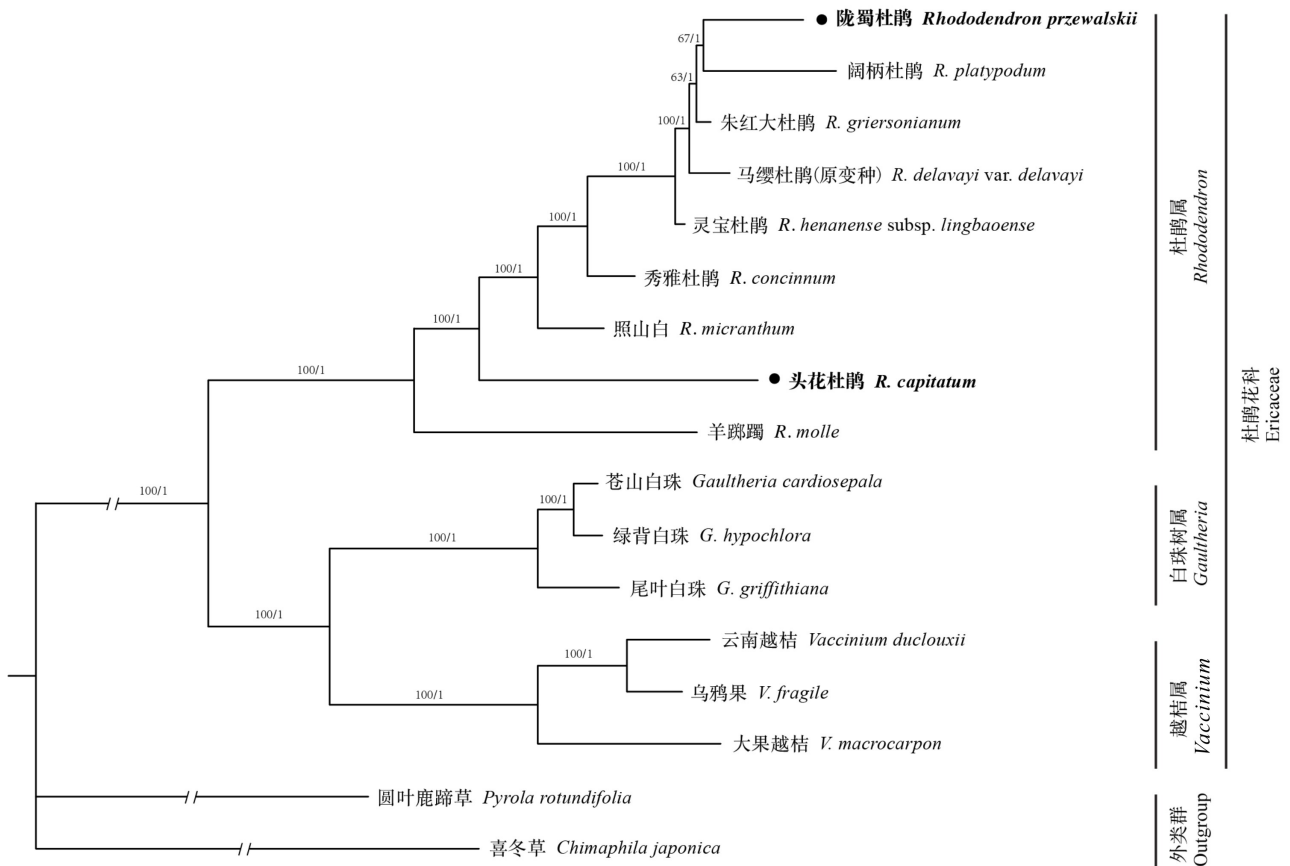 陇蜀杜鹃 Rhododendron przewalskii
67/1
阔柄杜鹃 R. platypodum
63/1
朱红大杜鹃 R. griersonianum
100/1
马缨杜鹃(原变种) R. delavayi var. delavayi
100/1
灵宝杜鹃 R. henanense subsp. lingbaoense
100/1
秀雅杜鹃 R. concinnum
100/1
照山白 R. micranthum
100/1
头花杜鹃 R. capitatum
100/1
羊踯躅 R. molle
杜鹃属
Rhododendron
苍山白珠 Gaultheria cardiosepala
100/1
100/1
绿背白珠 G. hypochlora
100/1
尾叶白珠 G. griffithiana
白珠树属
Gaultheria
100/1
云南越桔 Vaccinium duclouxii
100/1
乌鸦果 V. fragile
100/1
大果越桔 V. macrocarpon
越桔属
Vaccinium
杜鹃花科
Ericaceae
圆叶鹿蹄草 Pyrola rotundifolia
喜冬草 Chimaphila japonica
外类群
Outgroup